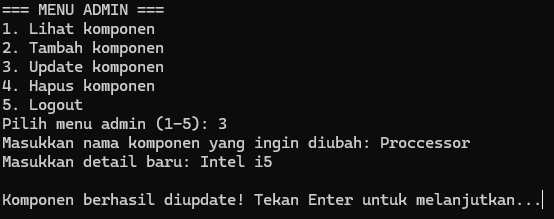 === MENU ADMIN ===
1. Lihat komponen
2. Tambah komponen
3. Update komponen
4. Hapus komponen
5. Logout
Pilih menu admin (1-5): 3
Masukkan nama komponen yang ingin diubah: Proccessor
Masukkan detail baru: Intel i5

Komponen berhasil diupdate! Tekan Enter untuk melanjutkan...